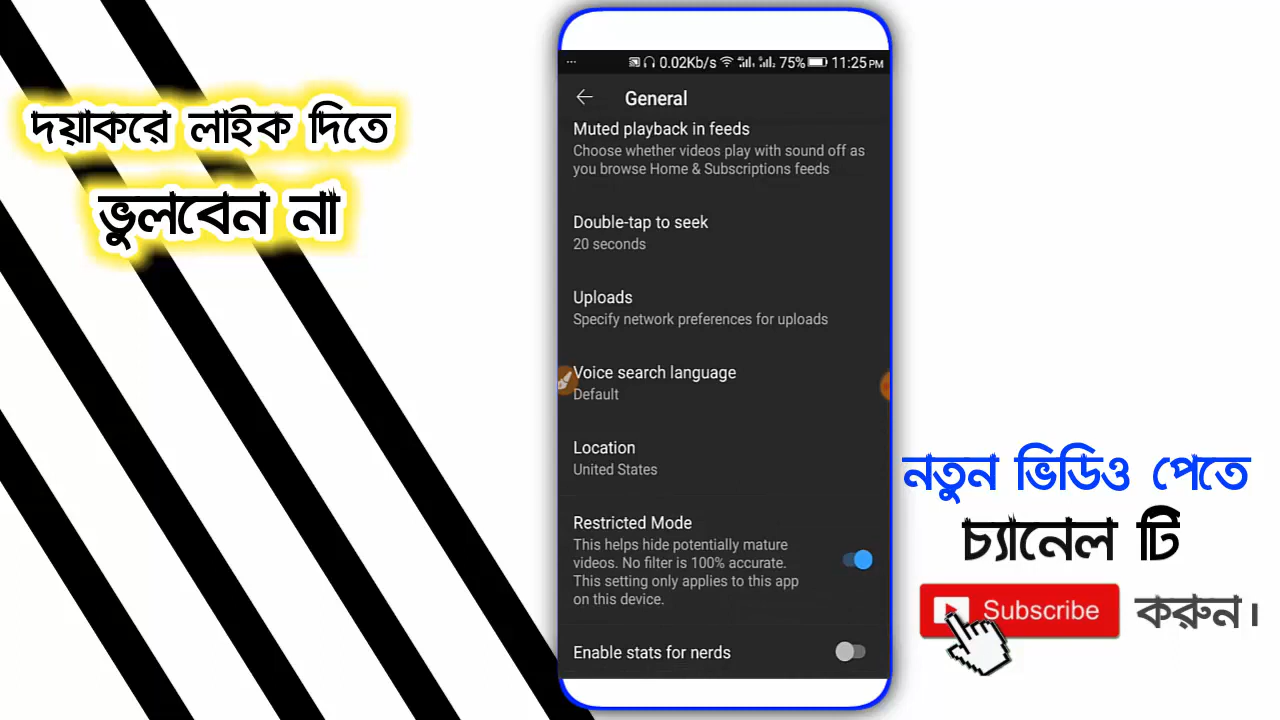 দয়াকরে লাইক দিতে
ভুলবেন না
... 0.02Kb/s 75% 11:25 PM
General
Muted playback in feeds
Choose whether videos play with sound off as
you browse Home & Subscriptions feeds
Double-tap to seek
20 seconds
Uploads
Specify network preferences for uploads
Voice search language
Default
Location
United States
Restricted Mode
This helps hide potentially mature
videos. No filter is 100% accurate.
This setting only applies to this app
on this device.
Enable stats for nerds
নতুন ভিডিও পেতে
চ্যানেল টি
Subscribe করুন।